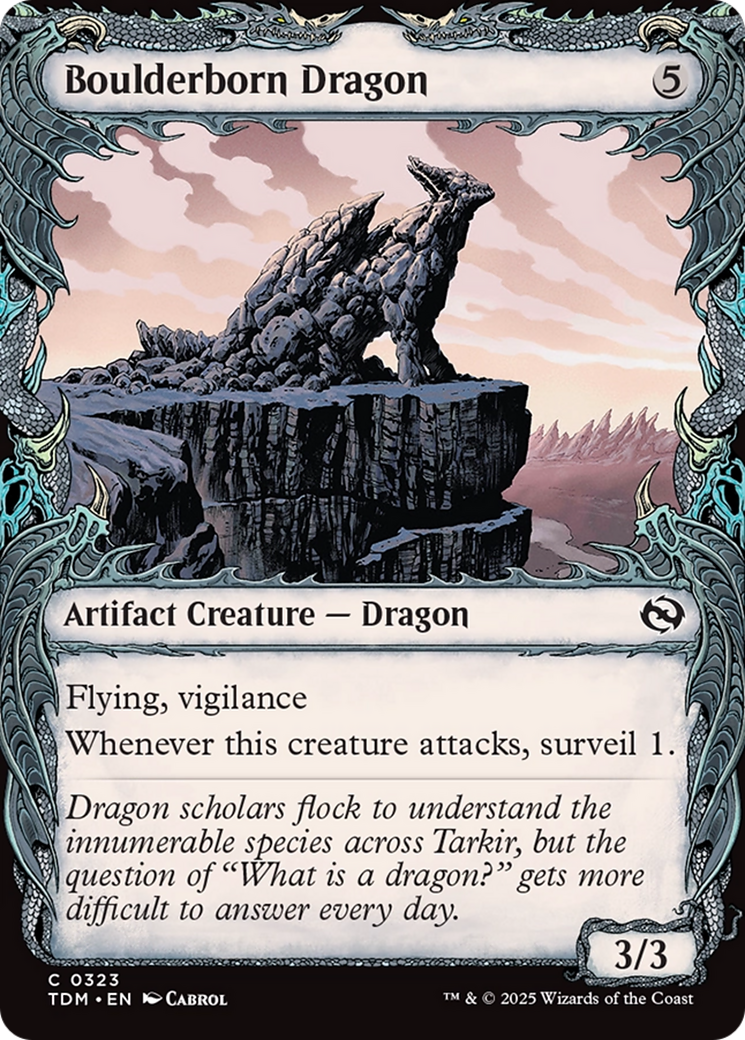 Boulderborn Dragon 5
Artifact Creature — Dragon
Flying, vigilance
Whenever this creature attacks, surveil 1.
Dragon scholars flock to understand the
innumerable species across Tarkir, but the
question of “What is a dragon?” gets more
difficult to answer every day.
3/3
C 0323
TDM • EN CABROL
™ & © 2025 Wizards of the Coast